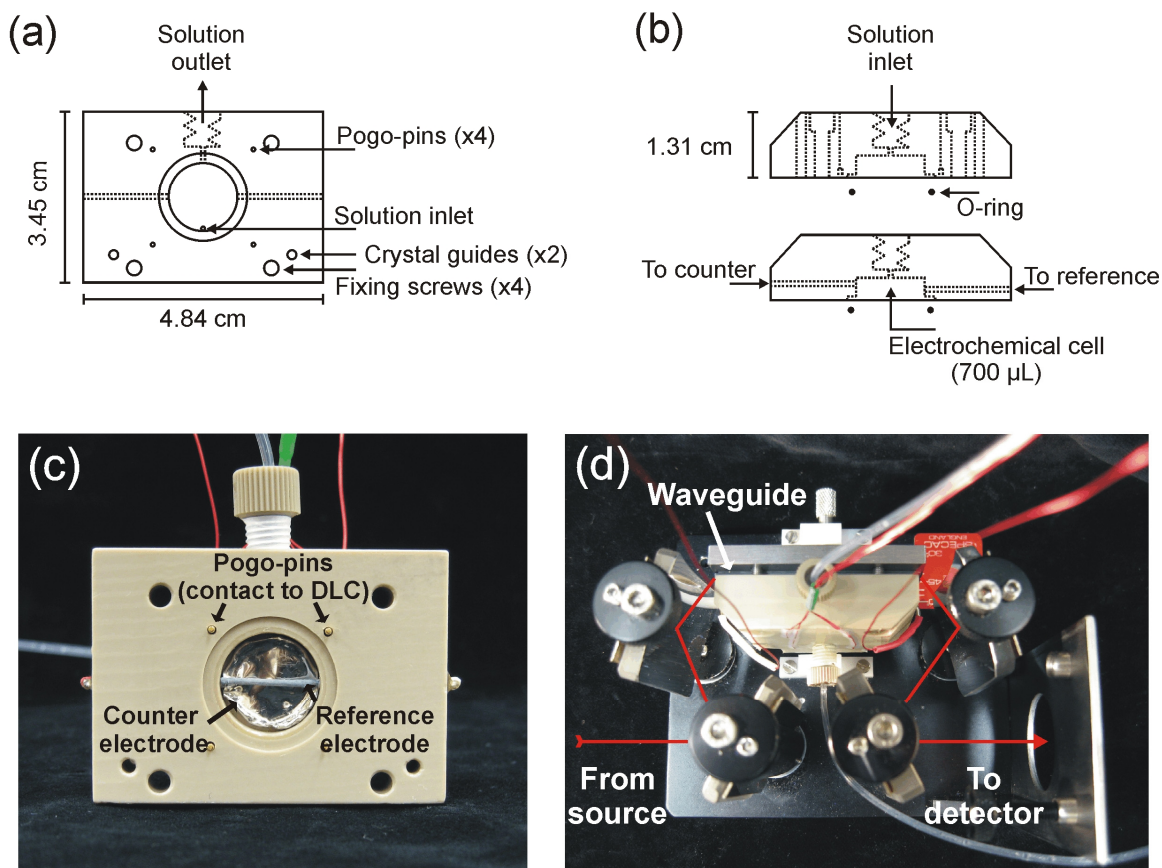 (a)
Solution
outlet
Pogo-pins (x4)
Solution inlet
Crystal guides (x2)
Fixing screws (x4)
3.45 cm
4.84 cm
(b)
Solution
inlet
1.31 cm
O-ring
To counter
To reference
Electrochemical cell
(700 µL)
(c)
Pogo-pins
(contact to DLC)
Counter
electrode
Reference
electrode
(d)
Waveguide
SPECAC
ENGLAND
From
source
To
detector